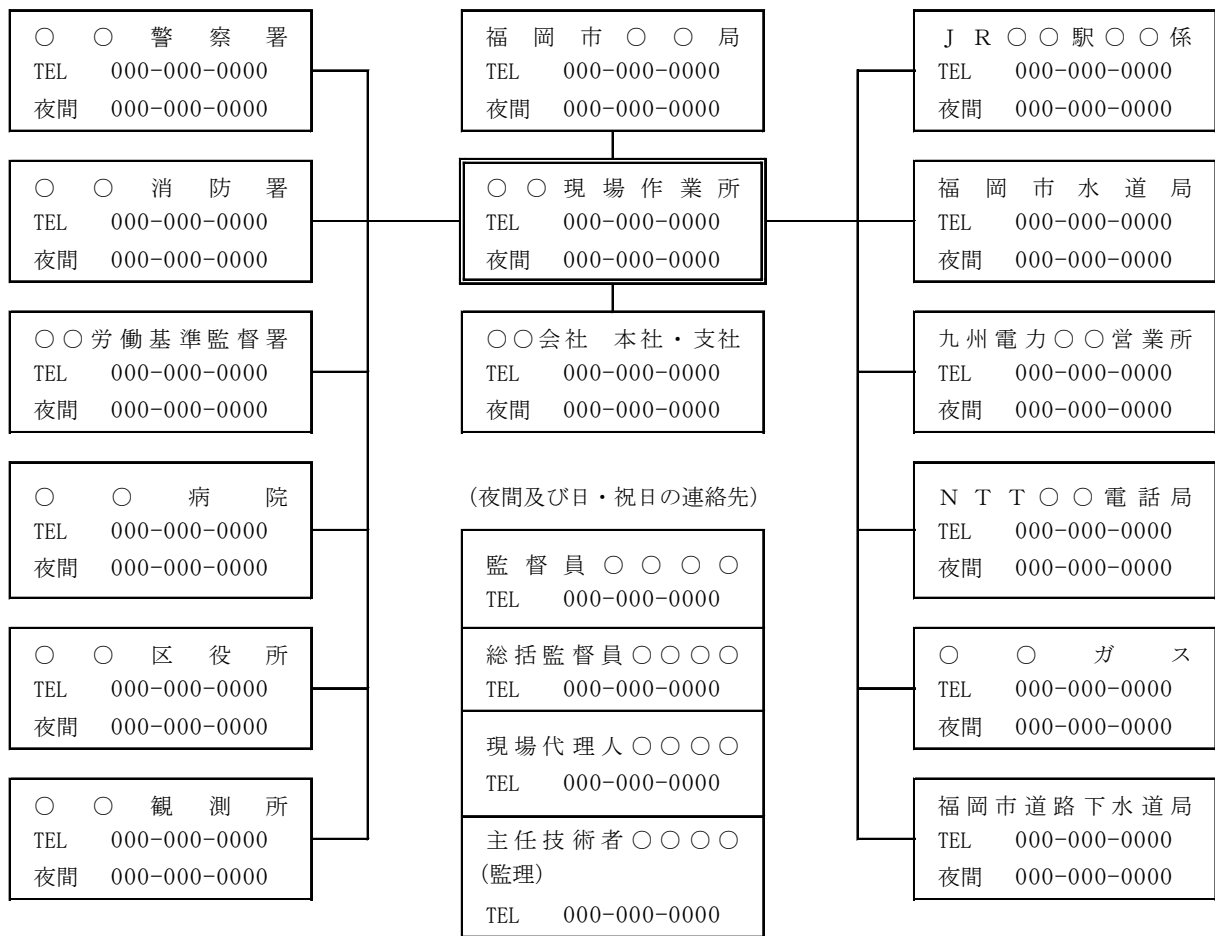 ○○警察署
TEL 000-000-0000
夜間 000-000-0000
○○消防署
TEL 000-000-0000
夜間 000-000-0000
○○労働基準監督署
TEL 000-000-0000
夜間 000-000-0000
○○病院
TEL 000-000-0000
夜間 000-000-0000
○○区役所
TEL 000-000-0000
夜間 000-000-0000
○○観測所
TEL 000-000-0000
夜間 000-000-0000
福岡市○○局
TEL 000-000-0000
夜間 000-000-0000
○○現場作業所
TEL 000-000-0000
夜間 000-000-0000
○○会社 本社・支社
TEL 000-000-0000
夜間 000-000-0000
(夜間及び日・祝日の連絡先)
監督員○○○○
TEL 000-000-0000
総括監督員○○○○
TEL 000-000-0000
現場代理人○○○○
TEL 000-000-0000
主任技術者○○○○
(監理)
TEL 000-000-0000
JR○○駅○○係
TEL 000-000-0000
夜間 000-000-0000
福岡市水道局
TEL 000-000-0000
夜間 000-000-0000
九州電力○○営業所
TEL 000-000-0000
夜間 000-000-0000
NTT○○電話局
TEL 000-000-0000
夜間 000-000-0000
○○ガス
TEL 000-000-0000
夜間 000-000-0000
福岡市道路下水道局
TEL 000-000-0000
夜間 000-000-0000